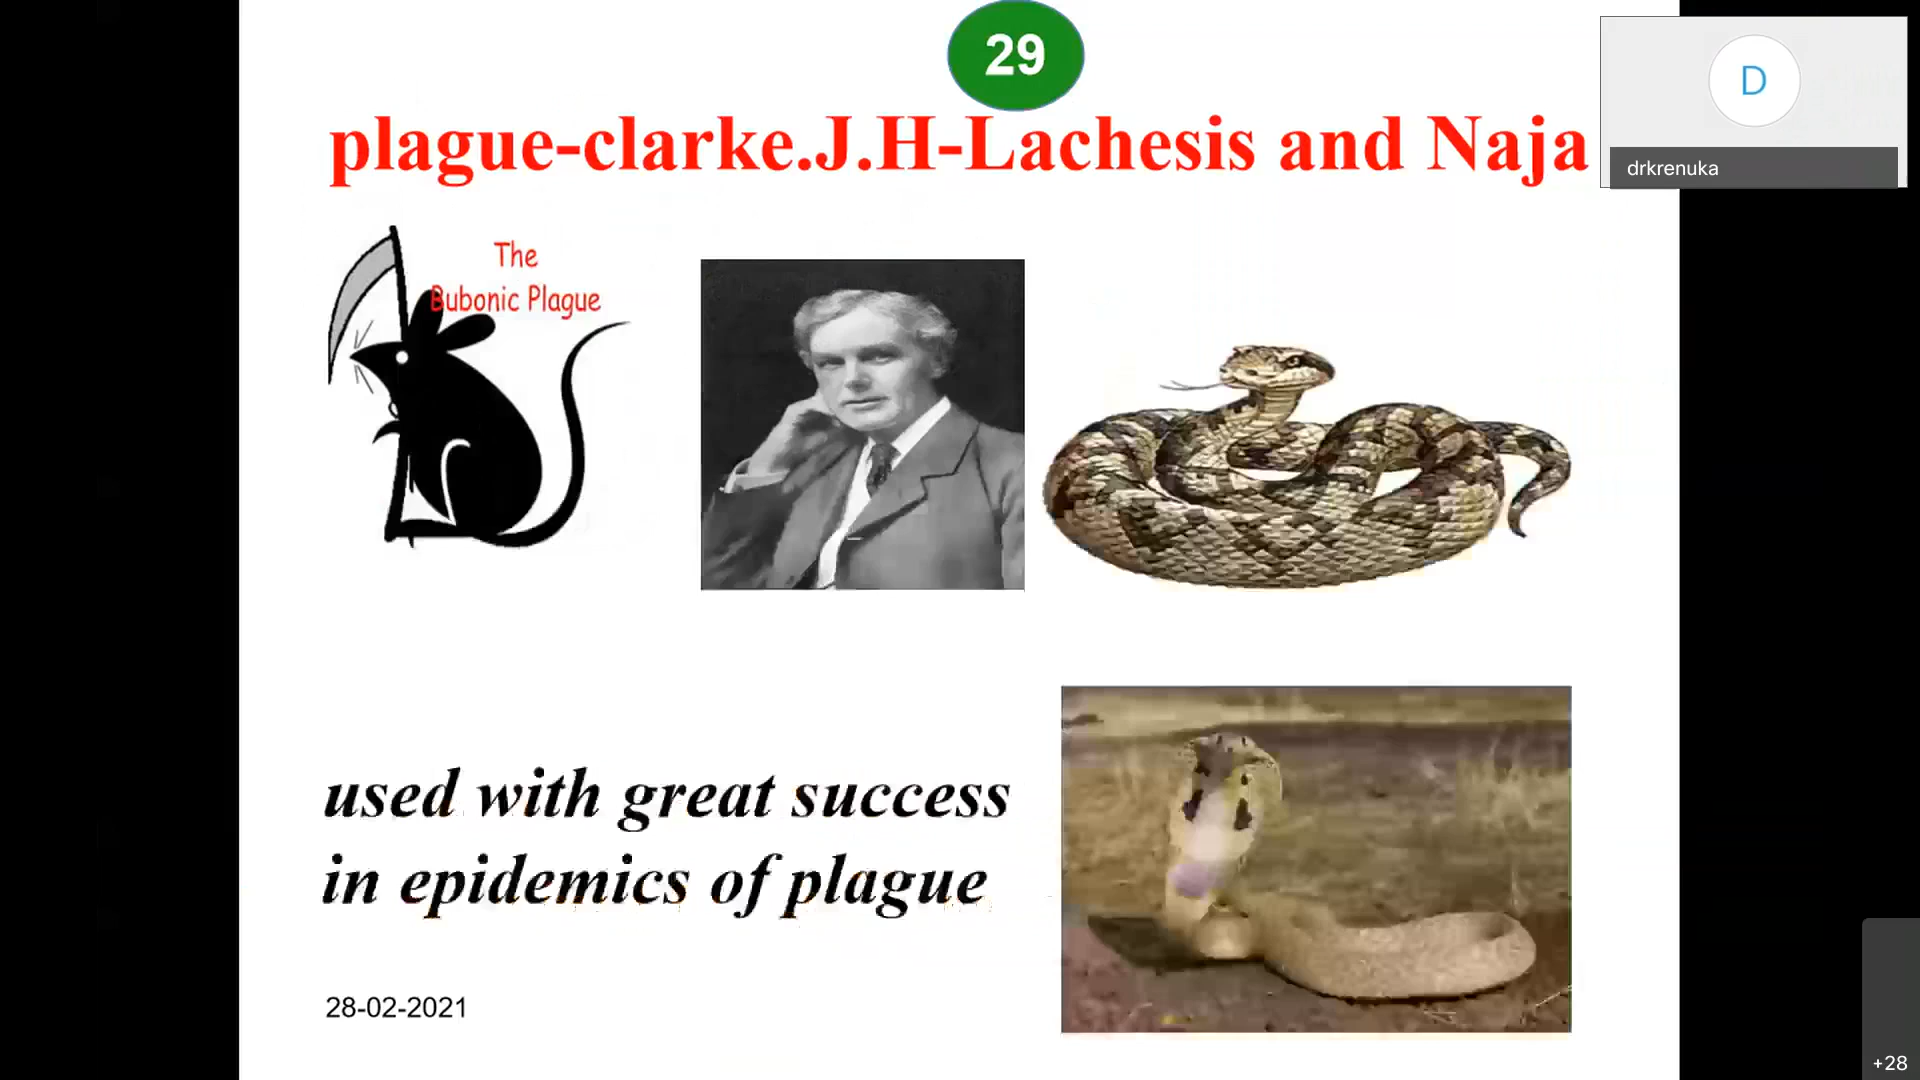 29
plague-clarke.J.H-Lachesis and Naja
D
drkrenuka
The
Bubonic Plague
used with great success
in epidemics of plague
28-02-2021
+28